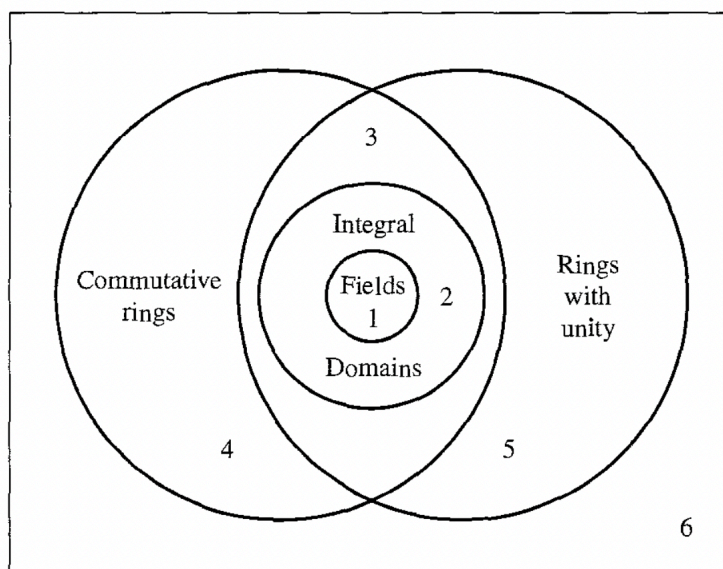 3
Integral
Commutative
rings
Fields
1
2
Rings
with
unity
Domains
4
5
6